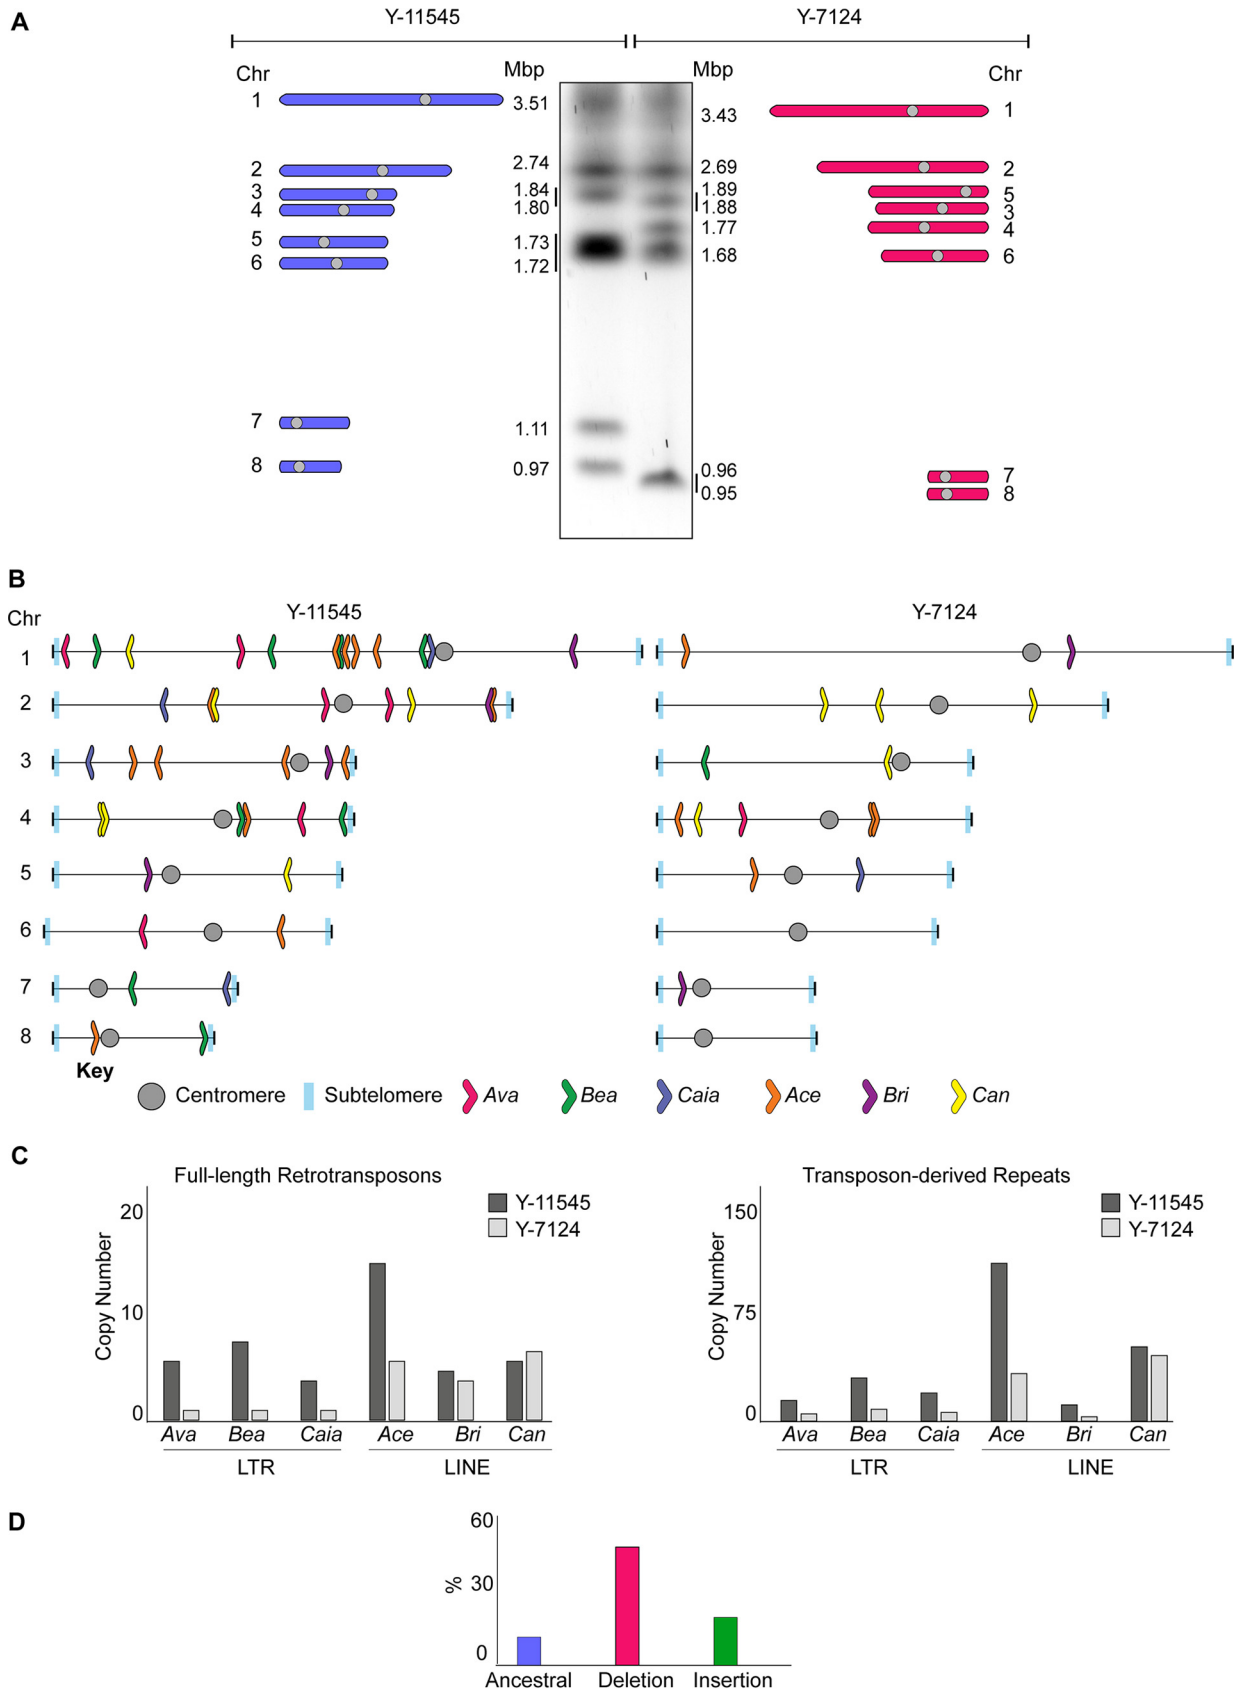 A
Y-11545
Y-7124
Chr
Mbp
Mbp
Chr
1
3.51
3.43
1
2
2.74
2.69
2
3
1.84
1.89
5
4
1.80
1.88
3
1.77
4
5
1.73
1.68
6
6
1.72
7
1.11
8
0.97
0.96
7
0.95
8
B
Chr
Y-11545
Y-7124
1
2
3
4
5
6
7
8
Key
Centromere
Subtelomere
Ava
Bea
Caia
Ace
Bri
Can
C
Full-length Retrotransposons
Y-11545
Y-7124
Copy Number
20
10
0
Ava Bea Caia Ace Bri Can
LTR LINE
Transposon-derived Repeats
Y-11545
Y-7124
Copy Number
150
75
0
Ava Bea Caia Ace Bri Can
LTR LINE
D
%
60
30
0
Ancestral Deletion Insertion